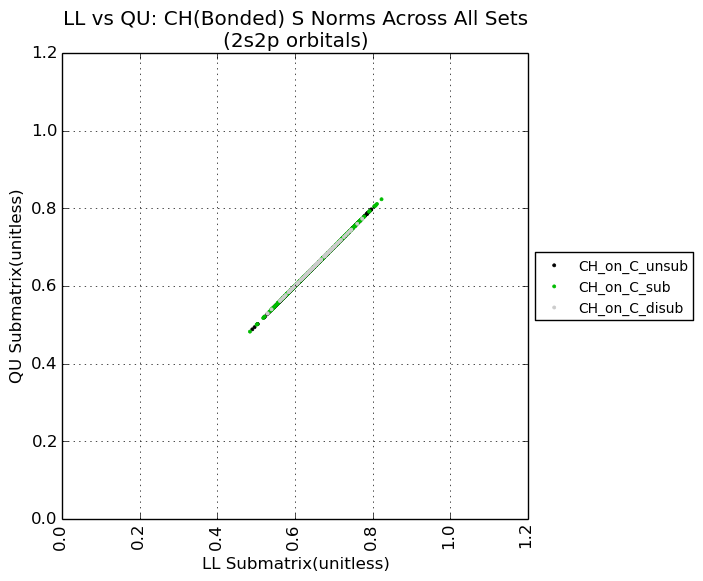 LL vs QU: CH(Bonded) S Norms Across All Sets
(2s2p orbitals)
1.2
1.0
0.8
0.6
0.4
0.2
0.0
QU Submatrix(unitless)
0.0 0.2 0.4 0.6 0.8 1.0 1.2
LL Submatrix(unitless)
CH_on_C_unsub
CH_on_C_sub
CH_on_C_disub